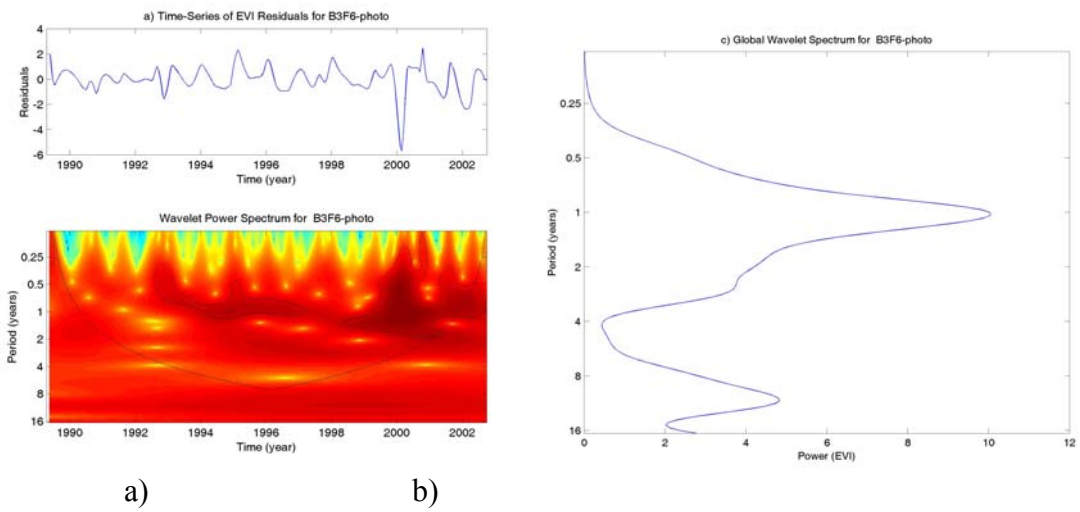 a) Time-Series of EVI Residuals for B3F6-photo
4
2
0
-2
-4
-6
Residuals
1990 1992 1994 1996 1998 2000 2002
Time (year)
Wavelet Power Spectrum for B3F6-photo
0.25
0.5
1
2
4
8
16
Period (years)
1990 1992 1994 1996 1998 2000 2002
Time (year)
c) Global Wavelet Spectrum for B3F6-photo
0.25
0.5
1
2
4
8
16
Period (years)
0 2 4 6 8 10 12
Power (EVI)
a) b)